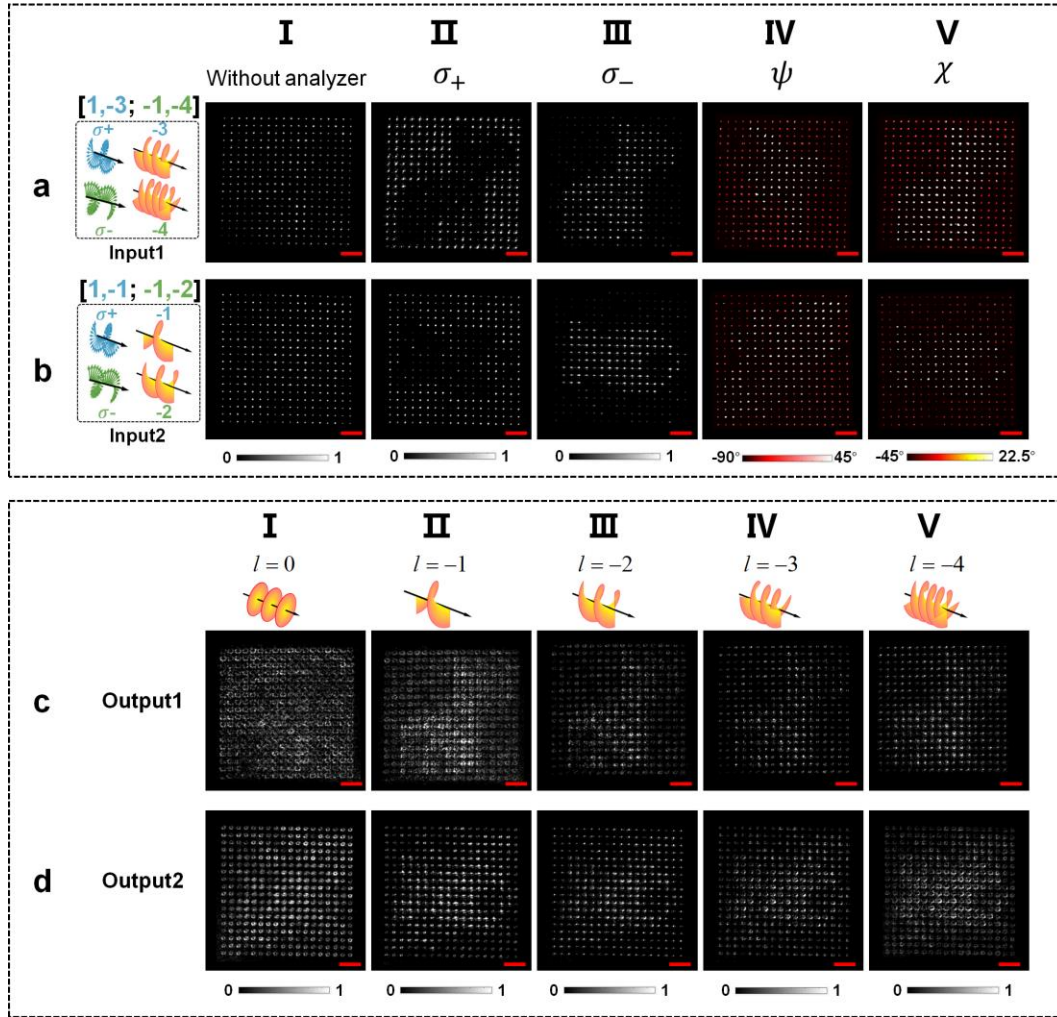 I II III IV V
Without analyzer σ+ σ− ψ χ
[1,-3; -1,-4]
σ+ -3
a
σ- -4
Input1
[1,-1; -1,-2]
σ+ -1
b
σ- -2
Input2
0 1 0 1 0 1 -90° 45° -45° 22.5°
I II III IV V
l = 0 l = −1 l = −2 l = −3 l = −4
c Output1
d Output2
0 1 0 1 0 1 0 1 0 1